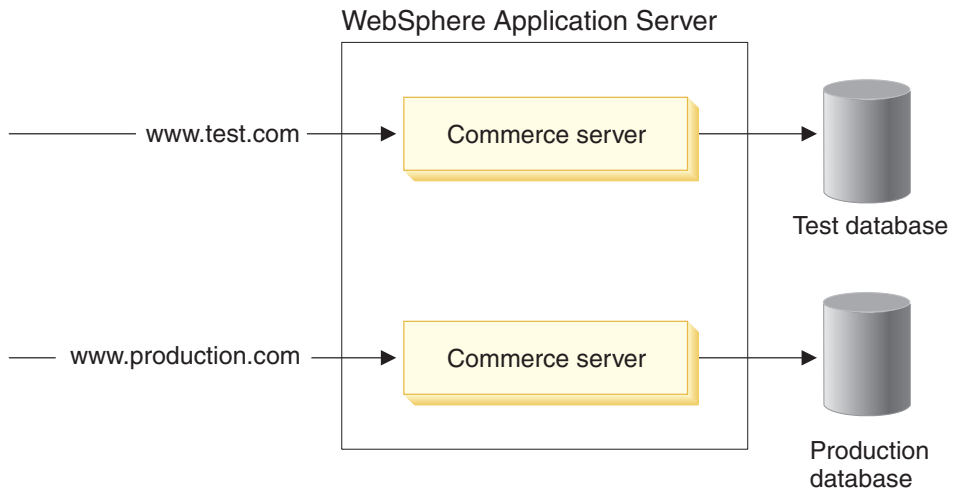 WebSphere Application Server
www.test.com
Commerce server
Test database
www.production.com
Commerce server
Production
database